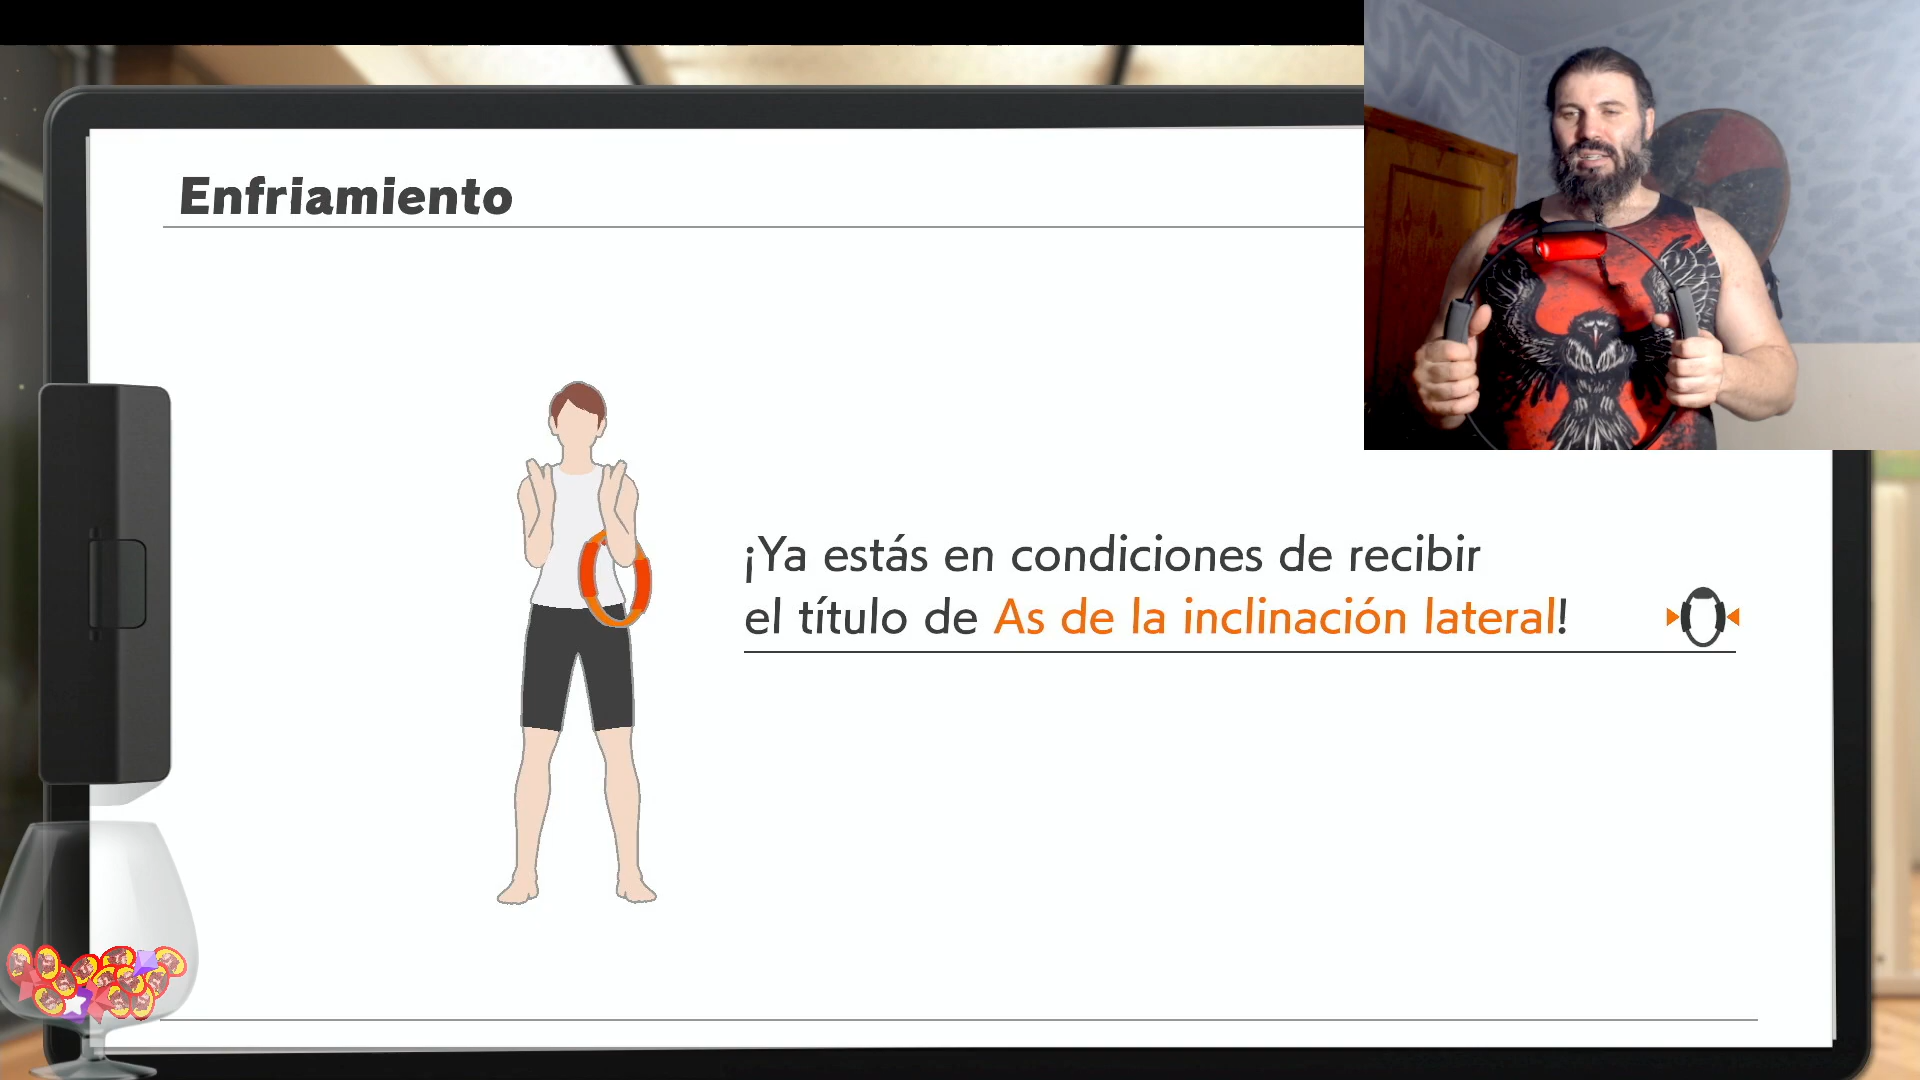 Enfriamiento
¡Ya estás en condiciones de recibir
el título de As de la inclinación lateral!